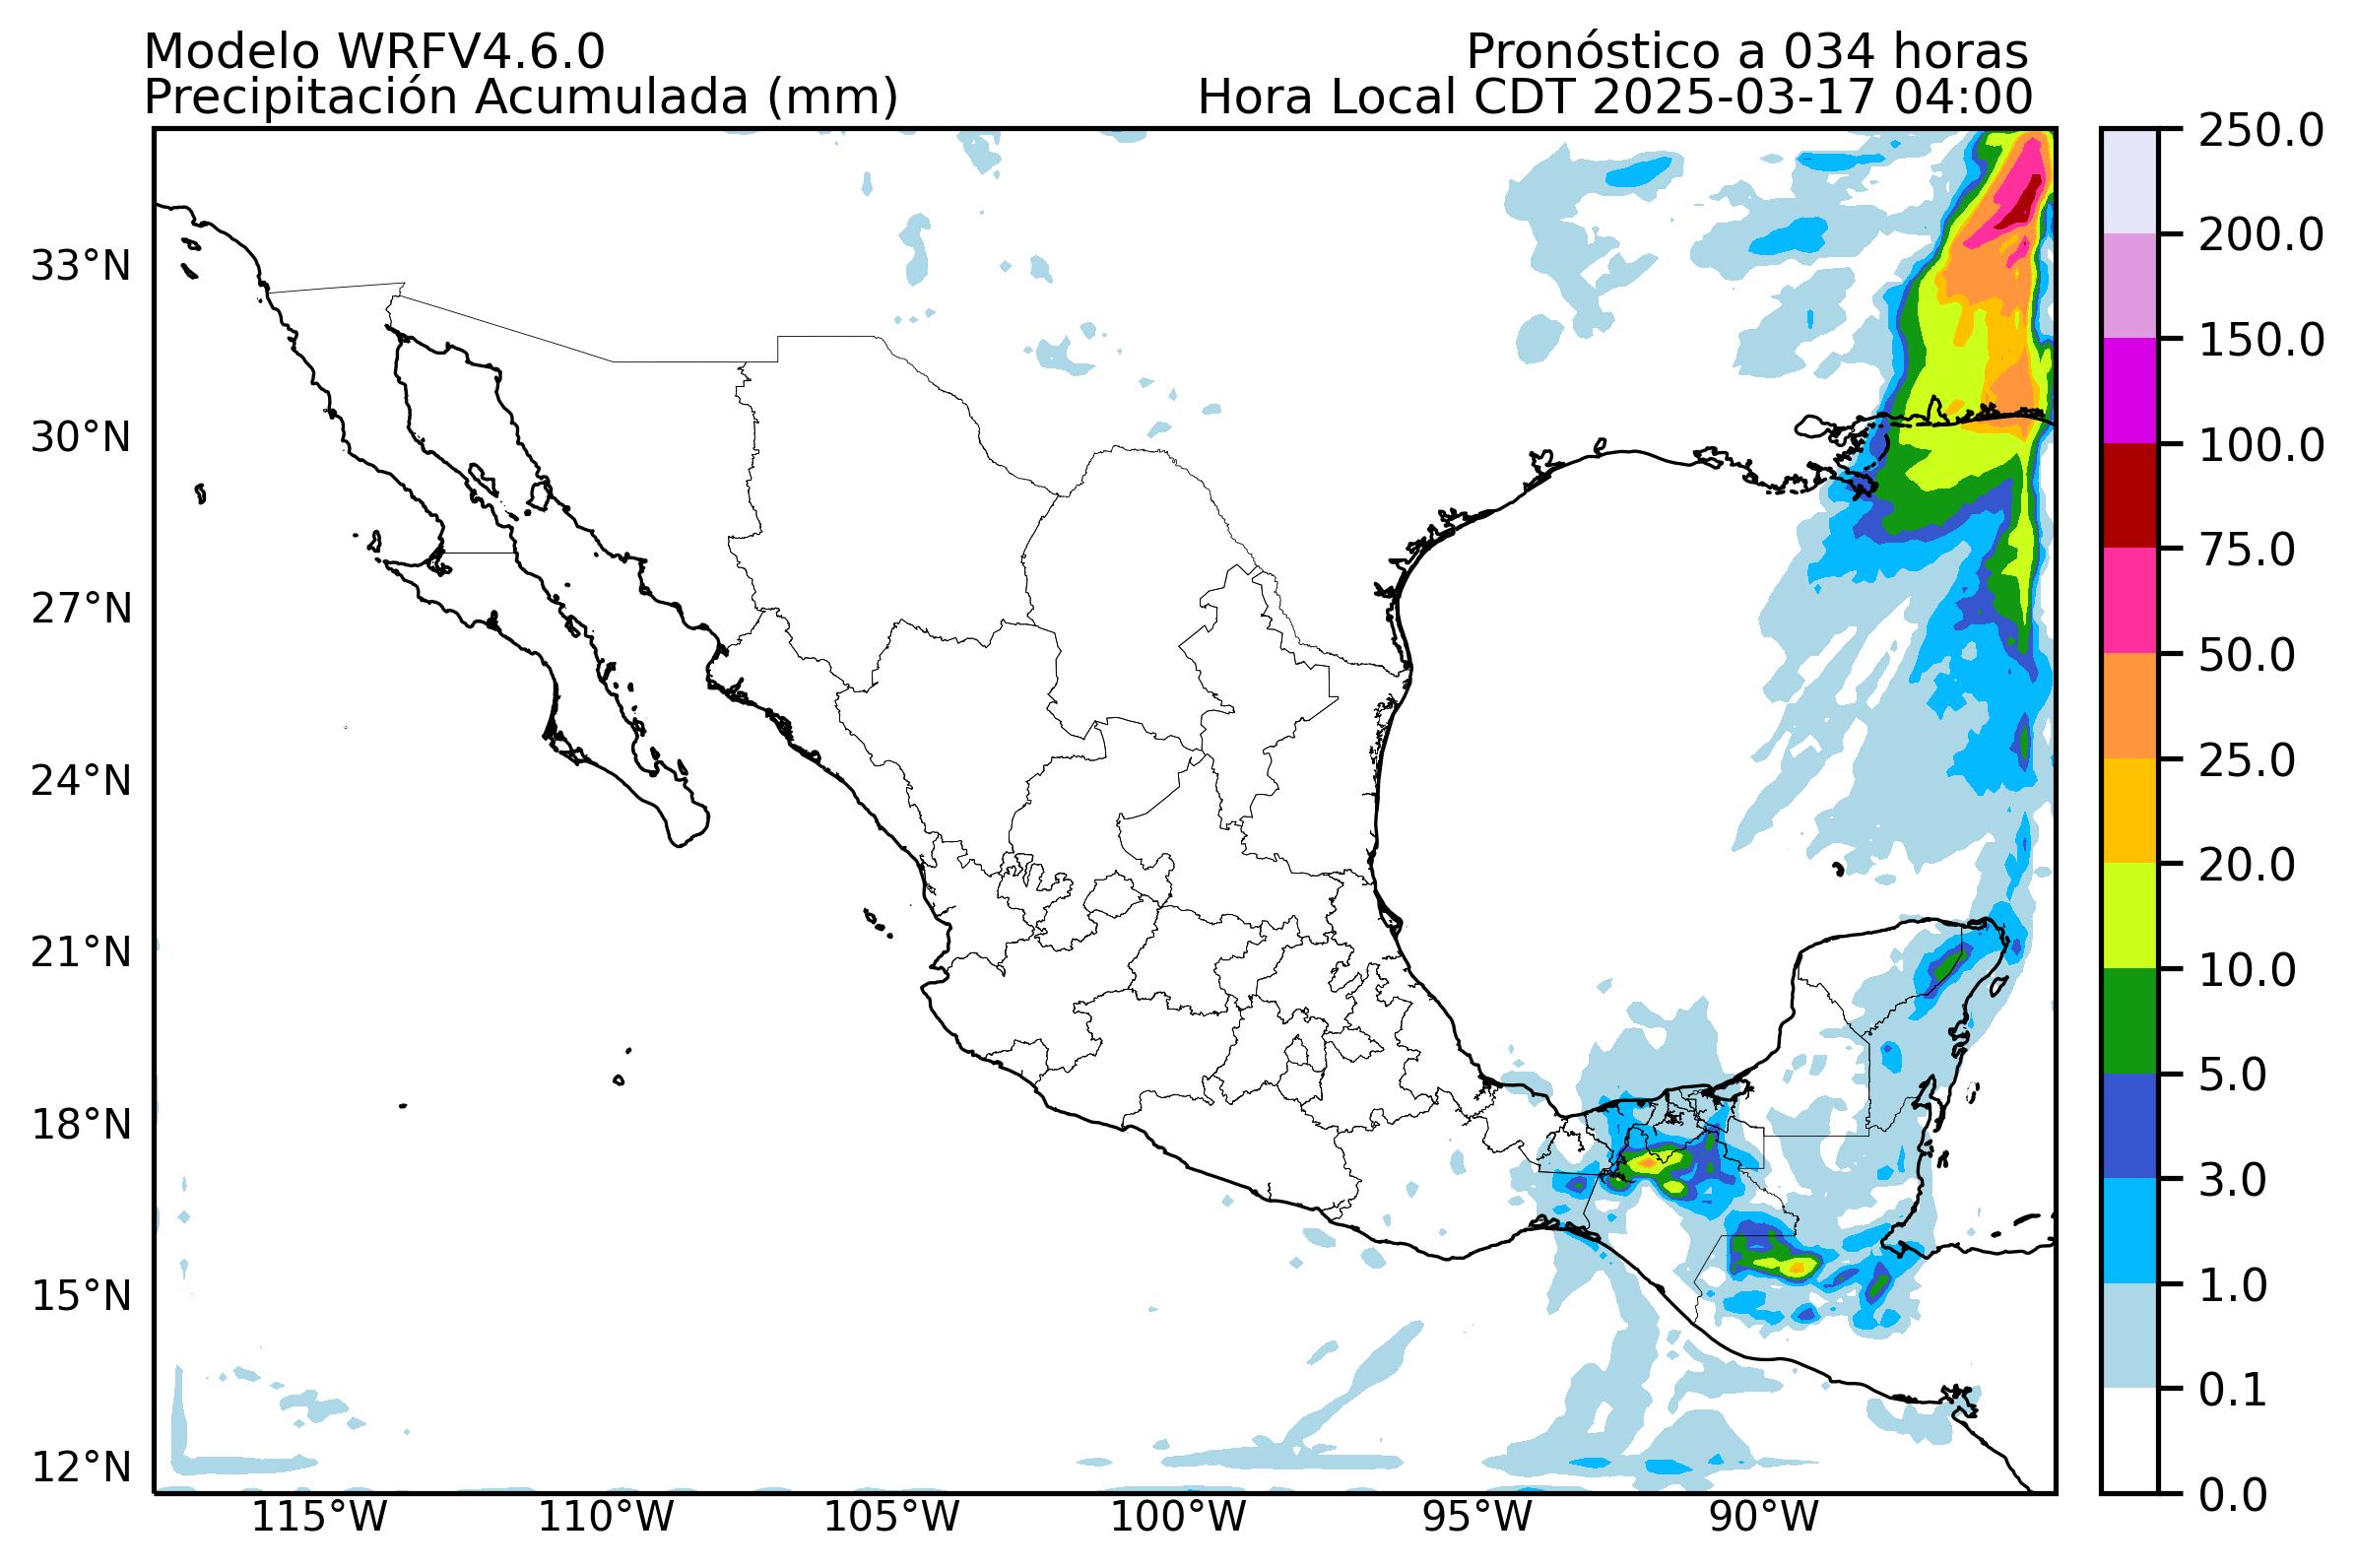 Modelo WRFV4.6.0
Pronóstico a 034 horas
Precipitación Acumulada (mm)
Hora Local CDT 2025-03-17 04:00
33°N
30°N
27°N
24°N
21°N
18°N
15°N
12°N
115°W
110°W
105°W
100°W
95°W
90°W
250.0
200.0
150.0
100.0
75.0
50.0
25.0
20.0
10.0
5.0
3.0
1.0
0.1
0.0